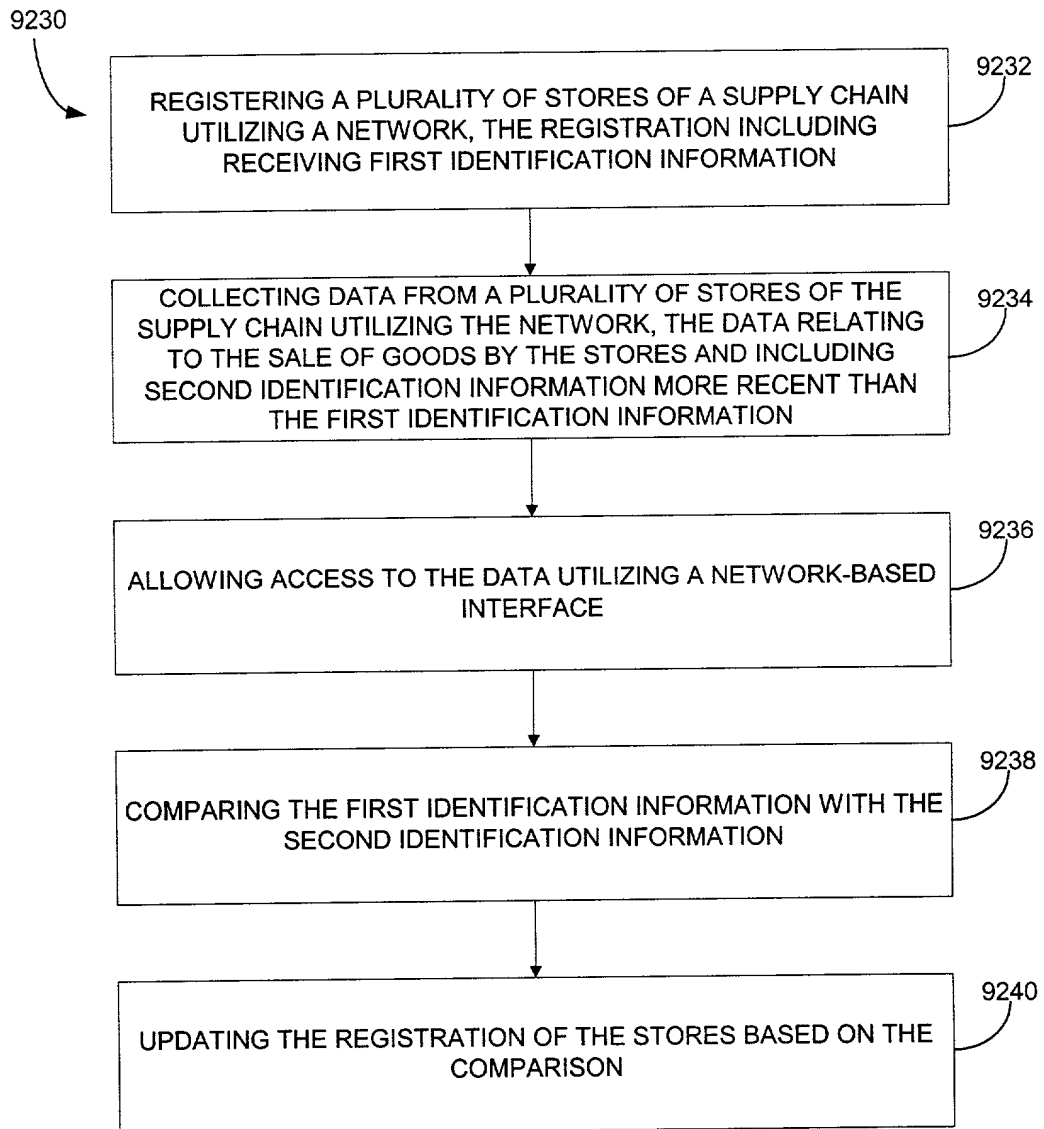 9230
9232
REGISTERING A PLURALITY OF STORES OF A SUPPLY CHAIN
UTILIZING A NETWORK, THE REGISTRATION INCLUDING
RECEIVING FIRST IDENTIFICATION INFORMATION
9234
COLLECTING DATA FROM A PLURALITY OF STORES OF THE
SUPPLY CHAIN UTILIZING THE NETWORK, THE DATA RELATING
TO THE SALE OF GOODS BY THE STORES AND INCLUDING
SECOND IDENTIFICATION INFORMATION MORE RECENT THAN
THE FIRST IDENTIFICATION INFORMATION
9236
ALLOWING ACCESS TO THE DATA UTILIZING A NETWORK-BASED
INTERFACE
9238
COMPARING THE FIRST IDENTIFICATION INFORMATION WITH THE
SECOND IDENTIFICATION INFORMATION
9240
UPDATING THE REGISTRATION OF THE STORES BASED ON THE
COMPARISON